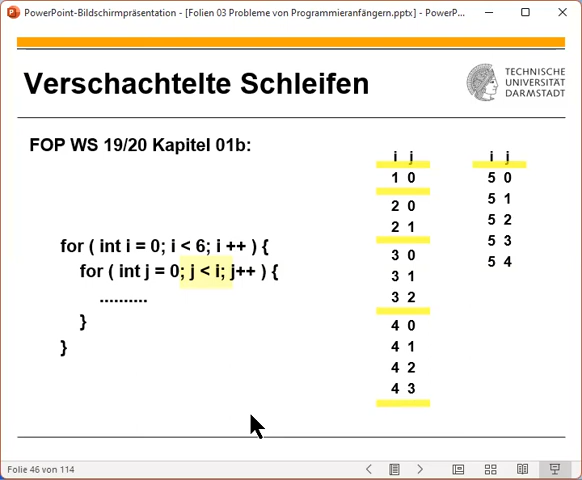 PowerPoint-Bildschirmpräsentation - [Folien 03 Probleme von Programmieranfängern.pptx] - PowerP...
Verschachtelte Schleifen
TECHNISCHE
UNIVERSITÄT
DARMSTADT
FOP WS 19/20 Kapitel 01b:
for ( int i = 0; i < 6; i ++ ) {
for ( int j = 0; j < i; j++ ) {
..........
}
}
i j
1 0
2 0
2 1
3 0
3 1
3 2
4 0
4 1
4 2
4 3
i j
5 0
5 1
5 2
5 3
5 4
Folie 46 von 114